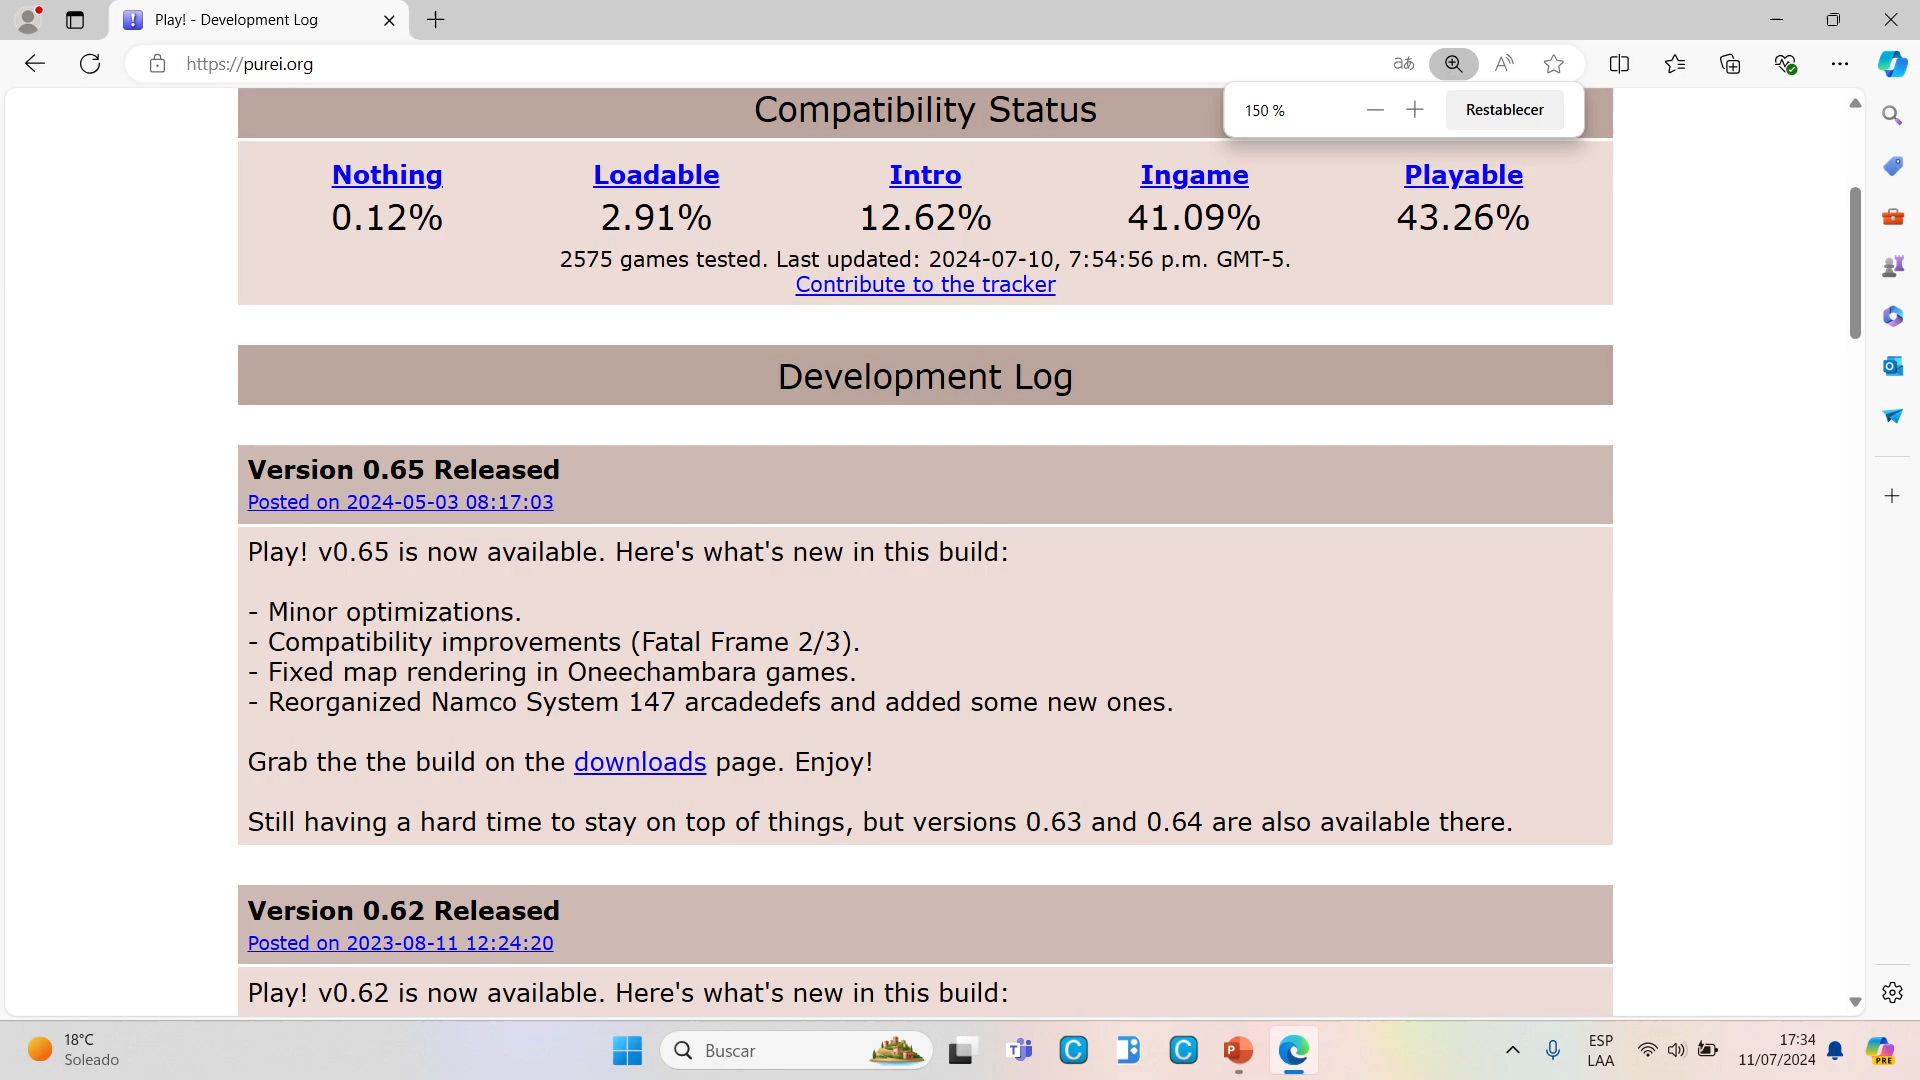 Play! - Development Log
https://purei.org
aあ
A
150 %
Restablecer
Compatibility Status
Nothing Loadable Intro Ingame Playable
0.12% 2.91% 12.62% 41.09% 43.26%
2575 games tested. Last updated: 2024-07-10, 7:54:56 p.m. GMT-5.
Contribute to the tracker
Development Log
Version 0.65 Released
Posted on 2024-05-03 08:17:03
Play! v0.65 is now available. Here's what's new in this build:
- Minor optimizations.
- Compatibility improvements (Fatal Frame 2/3).
- Fixed map rendering in Oneechambara games.
- Reorganized Namco System 147 arcadedefs and added some new ones.
Grab the the build on the downloads page. Enjoy!
Still having a hard time to stay on top of things, but versions 0.63 and 0.64 are also available there.
Version 0.62 Released
Posted on 2023-08-11 12:24:20
Play! v0.62 is now available. Here's what's new in this build:
18°C
Soleado
Buscar
ESP
LAA
17:34
11/07/2024
PRE